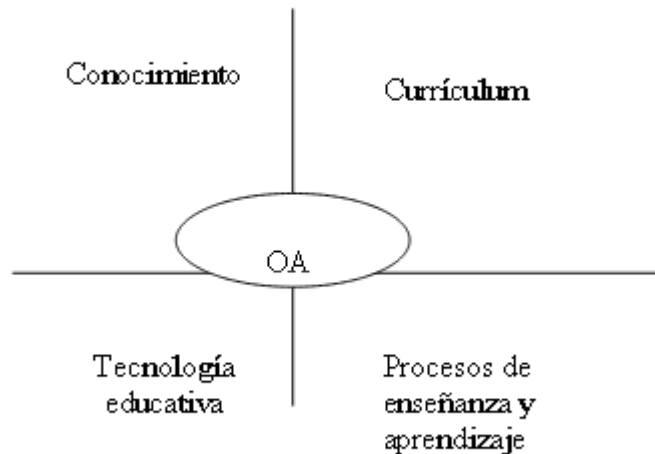 Conocimiento
Currículum
OA
Tecnología
educativa
Procesos de
enseñanza y
aprendizaje